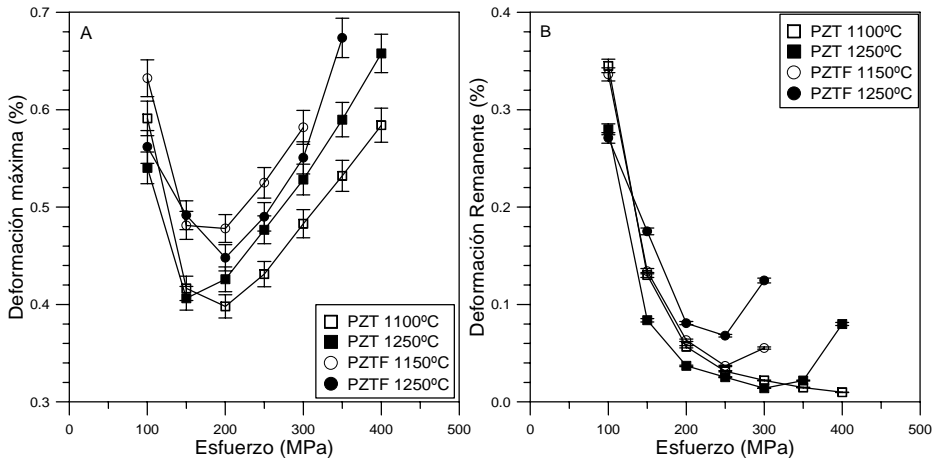 A
Deformación máxima (%)
0.7
0.6
0.5
0.4
0.3
0
100
200
300
400
500
Esfuerzo (MPa)
PZT 1100ºC
PZT 1250ºC
PZTF 1150ºC
PZTF 1250ºC
B
Deformación Remanente (%)
0.4
0.3
0.2
0.1
0.0
0
100
200
300
400
500
Esfuerzo (MPa)
PZT 1100ºC
PZT 1250ºC
PZTF 1150ºC
PZTF 1250ºC